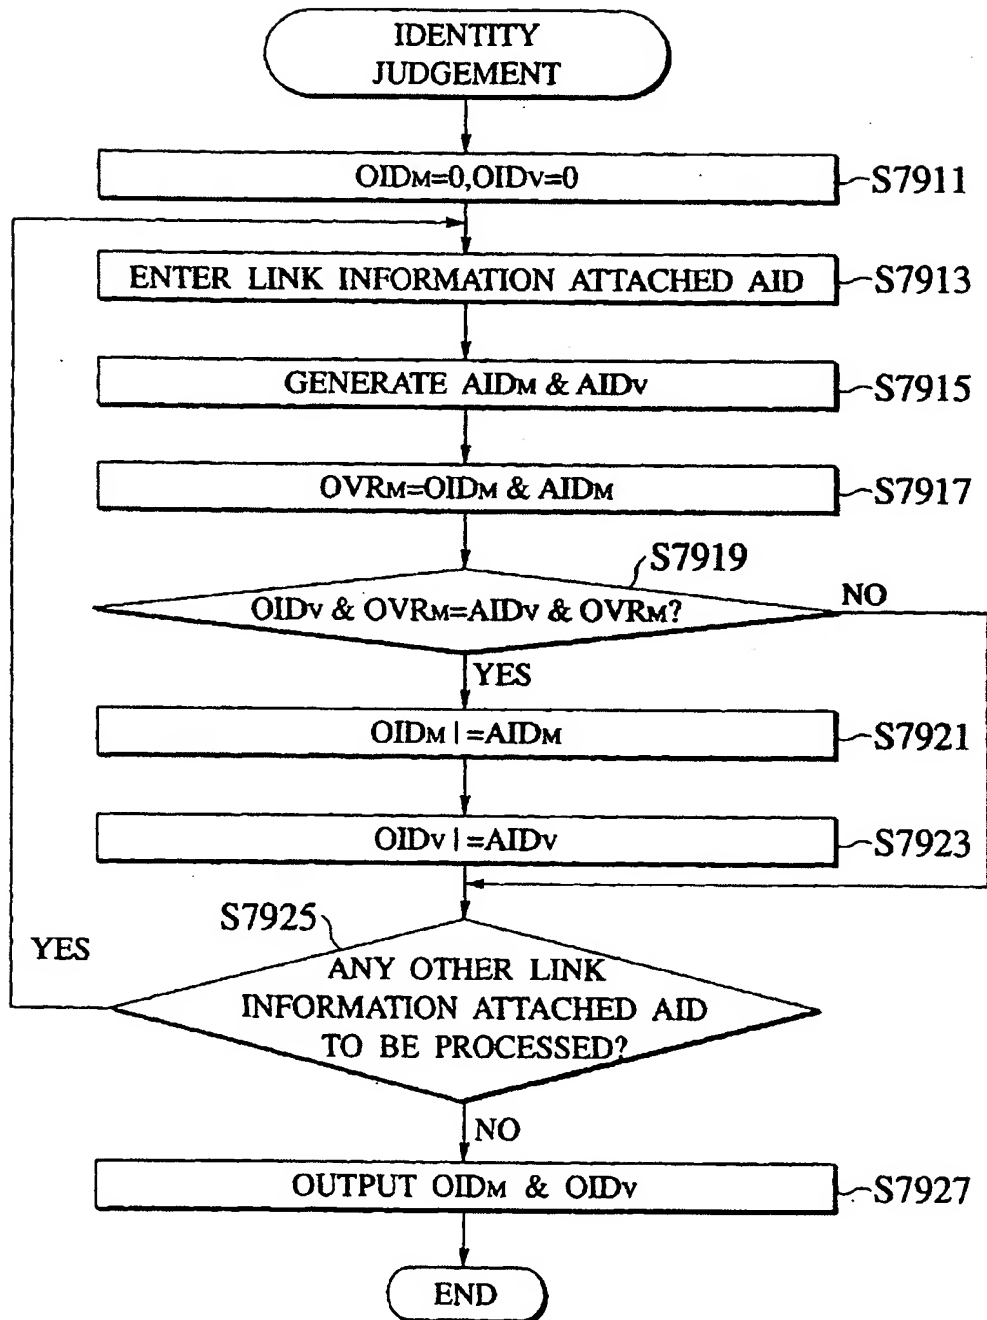 IDENTITY
JUDGEMENT
OIDM=0,OIDV=0
S7911
ENTER LINK INFORMATION ATTACHED AID
S7913
GENERATE AIDM & AIDV
S7915
OVRM=OIDM & AIDM
S7917
S7919
OIDV & OVRM=AIDV & OVRM?
NO
YES
OIDM|=AIDM
S7921
OIDV|=AIDV
S7923
S7925
YES
ANY OTHER LINK
INFORMATION ATTACHED AID
TO BE PROCESSED?
NO
OUTPUT OIDM & OIDV
S7927
END